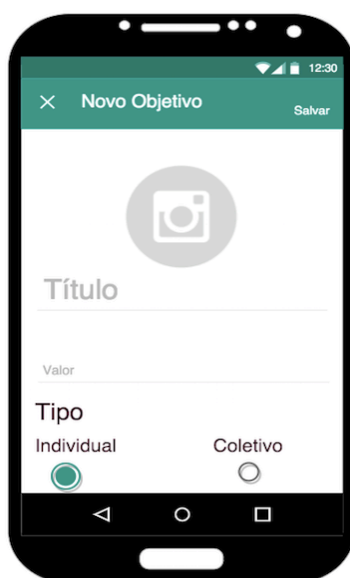 12:30
Novo Objetivo
Salvar
Título
Valor
Tipo
Individual Coletivo